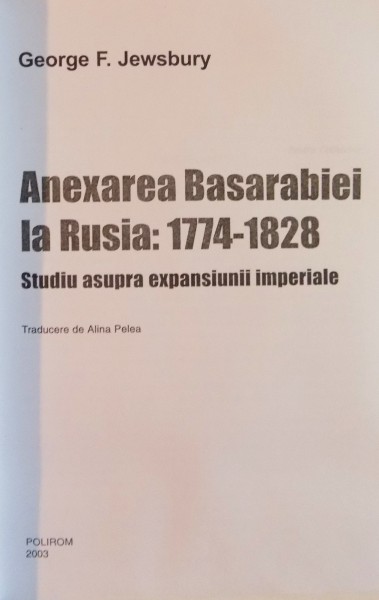 George F. Jewsbury
Anexarea Basarabiei
la Rusia: 1774-1828
Studiu asupra expansiunii imperiale
Traducere de Alina Pelea
POLIROM
2003